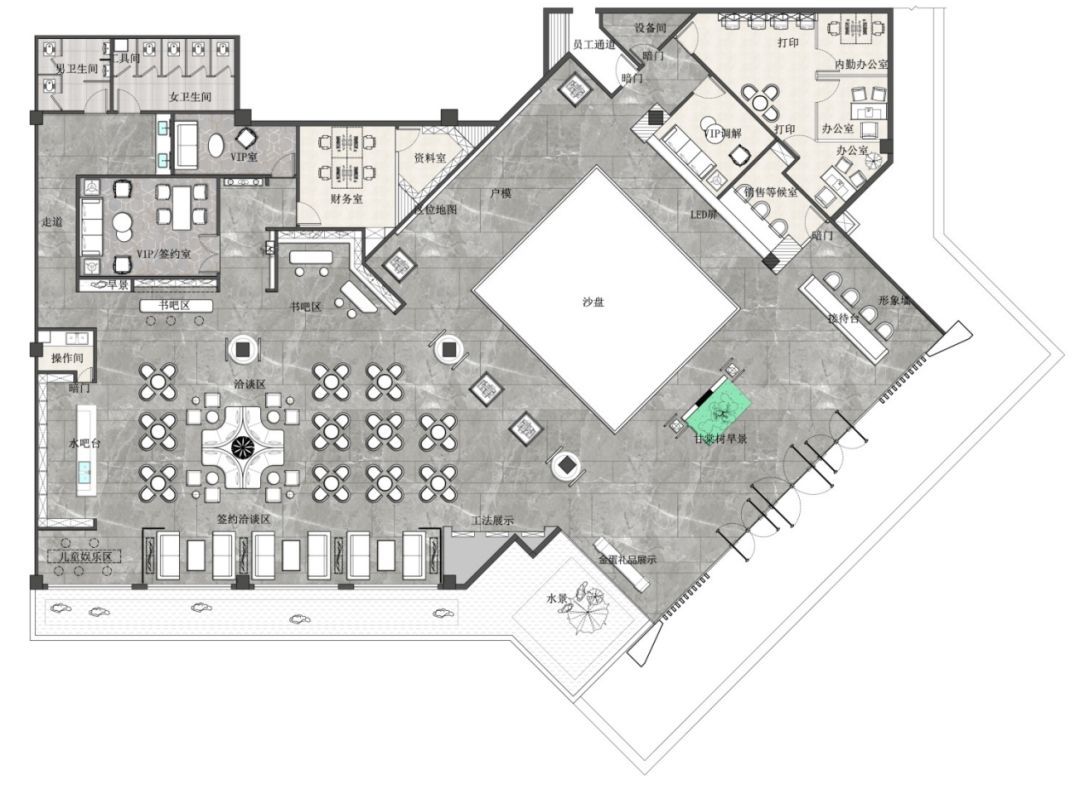 设备间
员工通道
打印
暗门
内勤办公室
男卫生间
工具间
暗门
女卫生间
打印
办公室
VIP调解
办公室
VIP室
资料室
户模
销售等候室
财务室
区位地图
LED屏
走道
暗门
VIP/签约室
旱景
书吧区
书吧区
沙盘
形象墙
接待台
操作间
洽谈区
暗门
水吧台
甘棠树旱景
签约洽谈区
工法展示
儿童娱乐区
金蛋礼品展示
水景